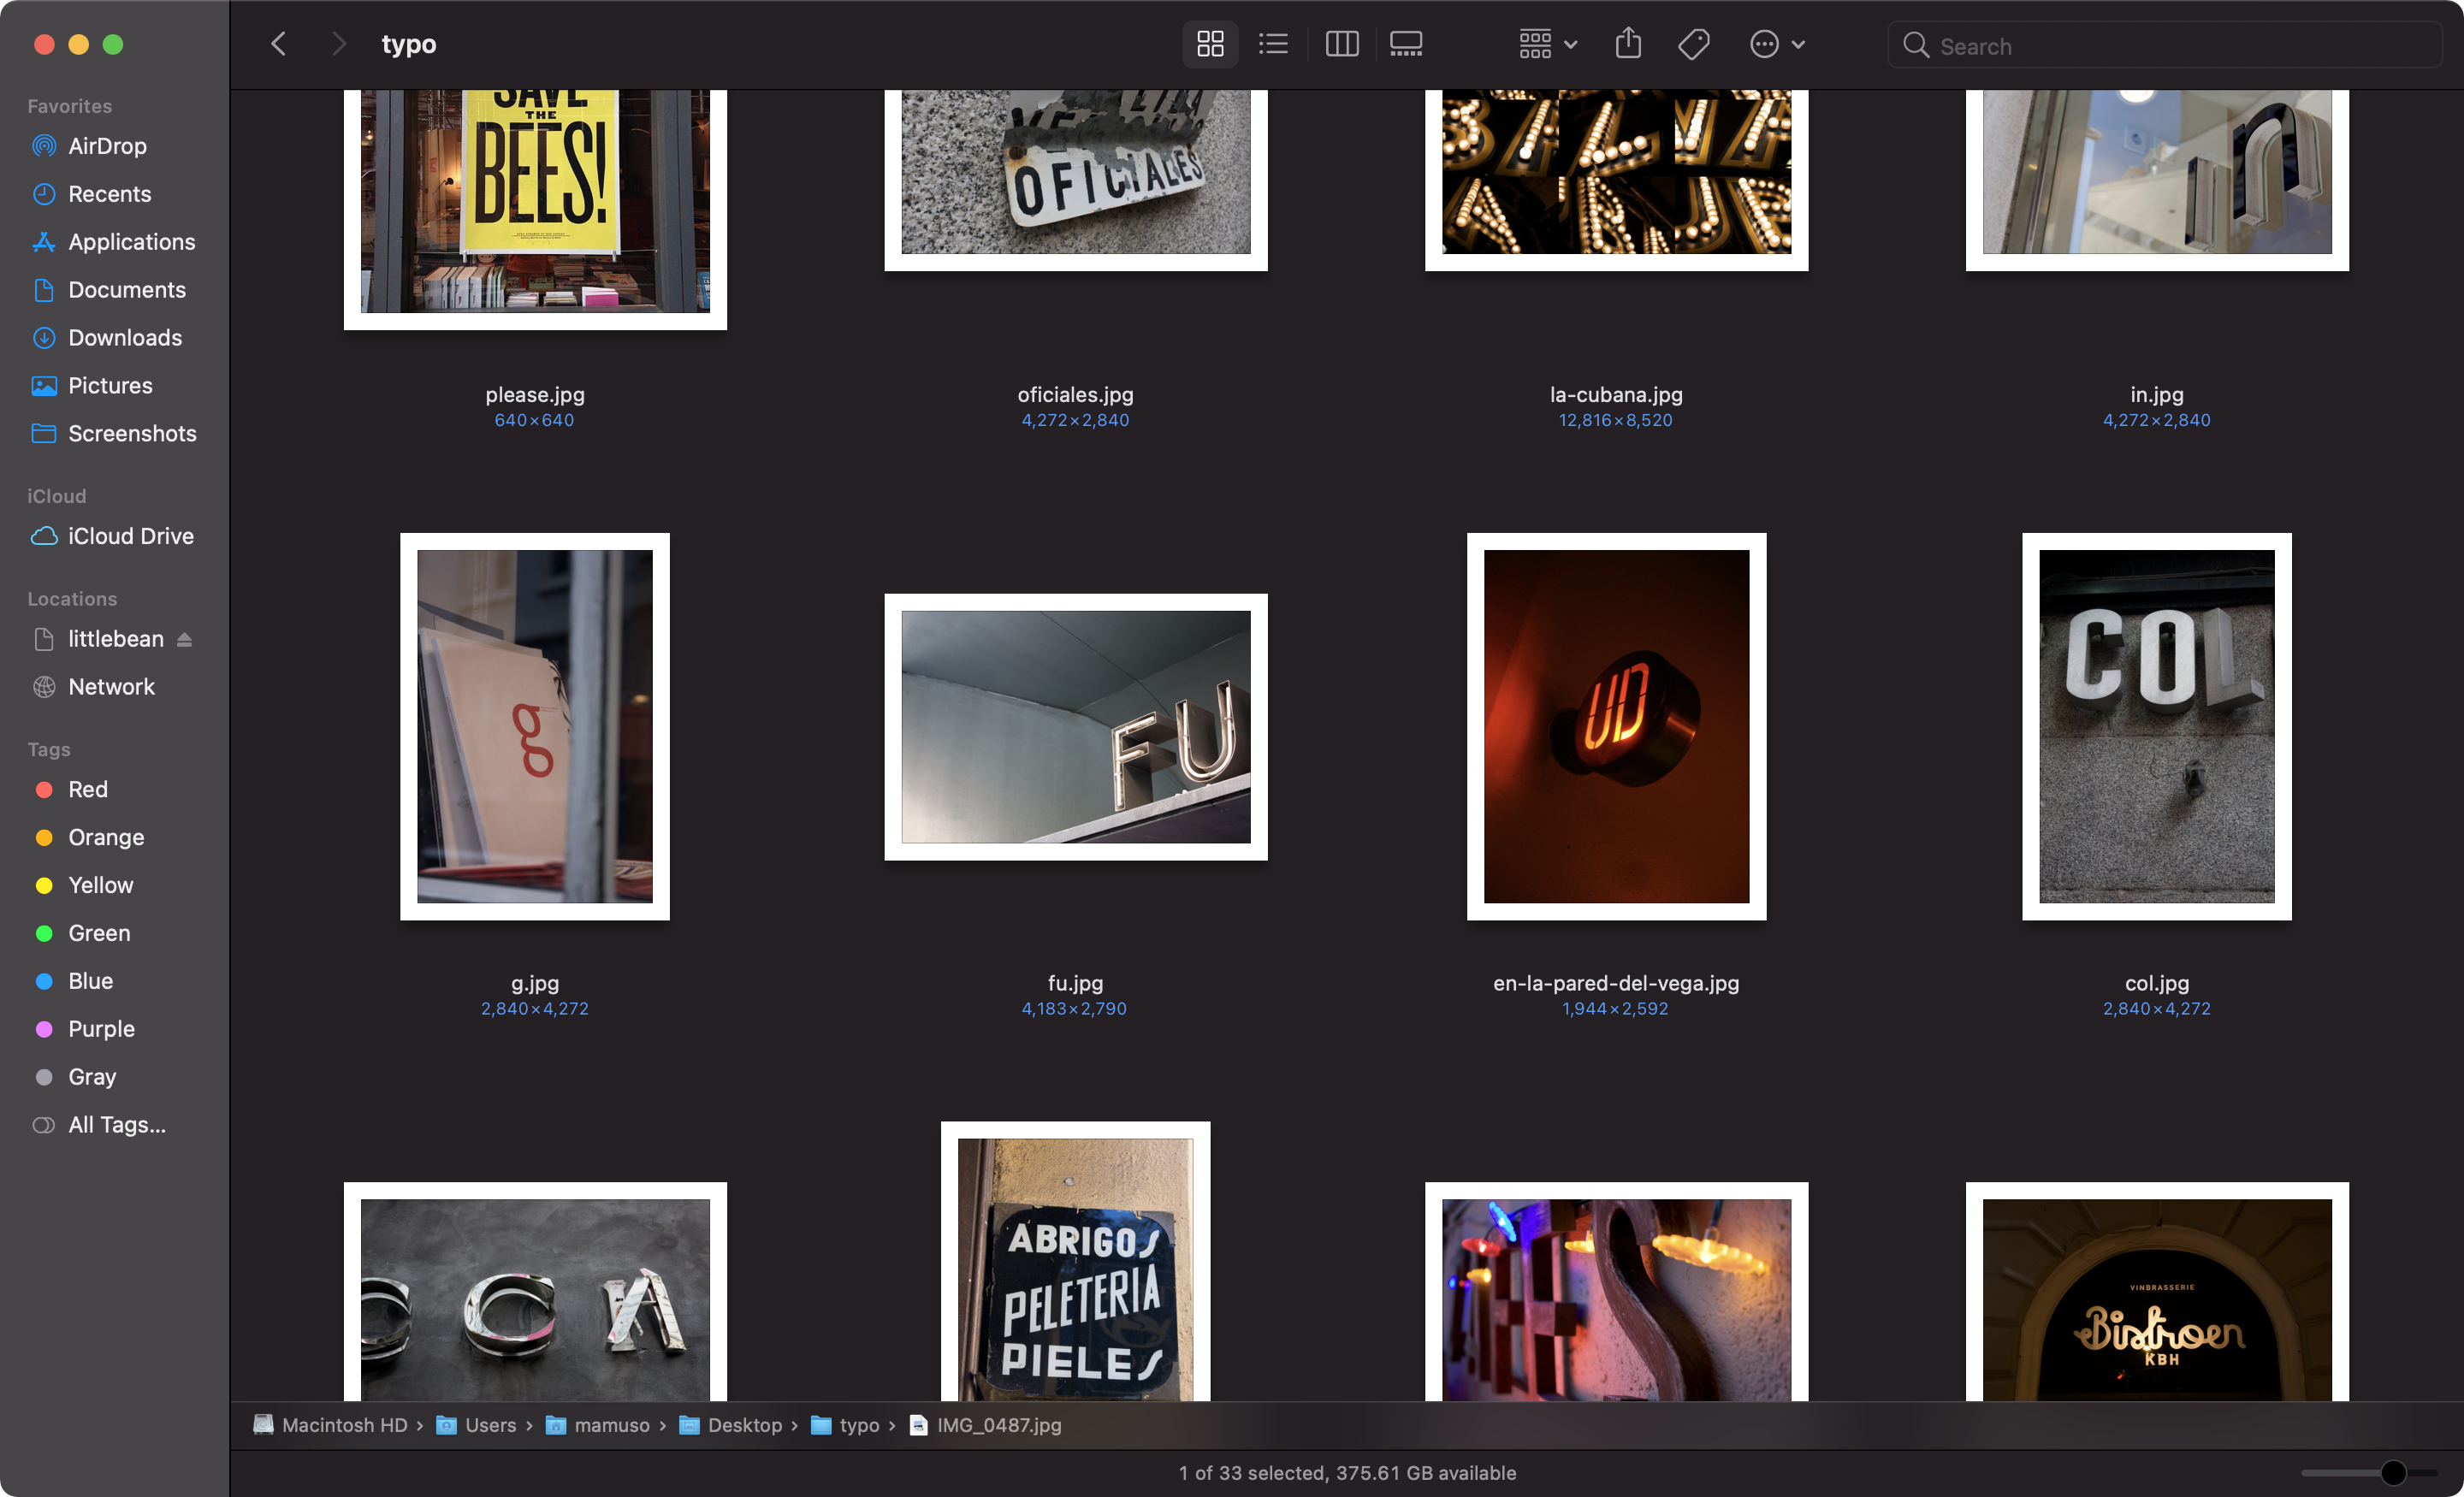 typo
Search
Favorites
AirDrop
Recents
Applications
Documents
Downloads
Pictures
Screenshots
iCloud
iCloud Drive
Locations
littlebean
Network
Tags
Red
Orange
Yellow
Green
Blue
Purple
Gray
All Tags...
SAVE
THE
BEES!
OFICIALES
in
please.jpg
640×640
oficiales.jpg
4,272×2,840
la-cubana.jpg
12,816×8,520
in.jpg
4,272×2,840
g
FU
UD
COL
g.jpg
2,840×4,272
fu.jpg
4,183×2,790
en-la-pared-del-vega.jpg
1,944×2,592
col.jpg
2,840×4,272
C A
ABRIGOS
PELETERIA
PIELES
VINBRASSERIE
Bistroen
KBH
Macintosh HD › Users › mamuso › Desktop › typo › IMG_0487.jpg
1 of 33 selected, 375.61 GB available